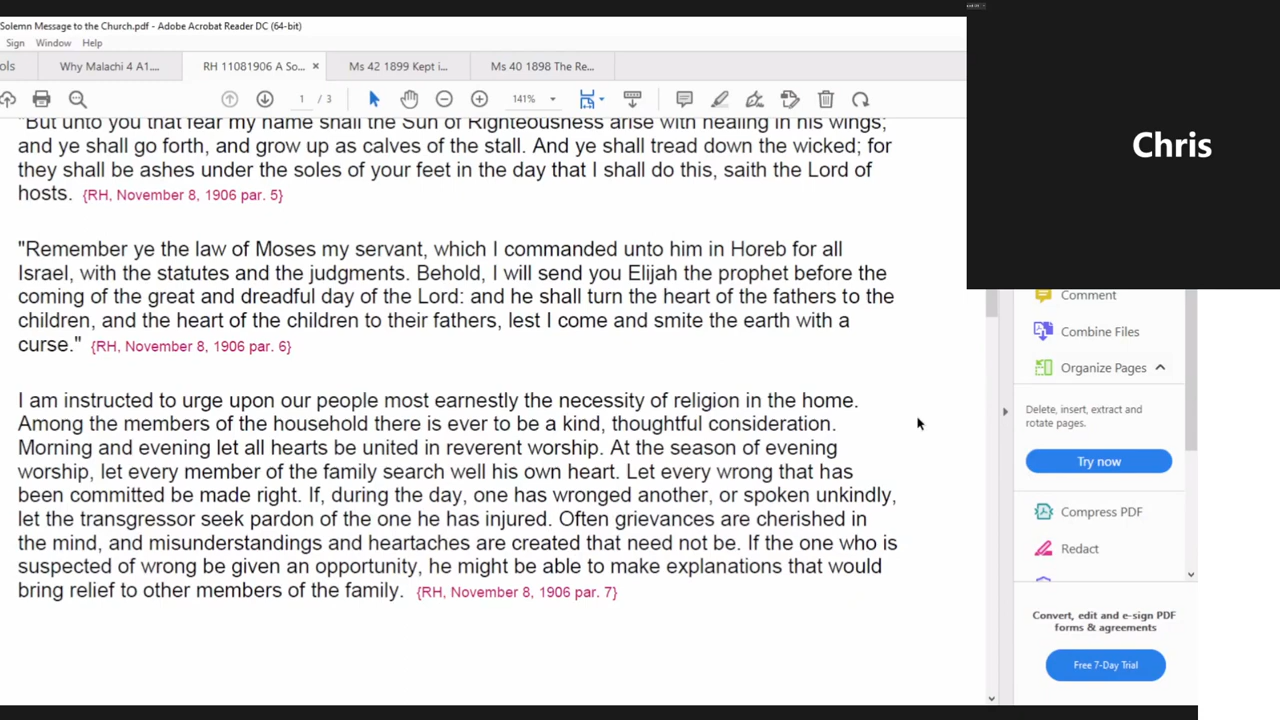 Solemn Message to the Church.pdf - Adobe Acrobat Reader DC (64-bit)
Sign Window Help
ols Why Malachi 4 A1.... RH 11081906 A So... × Ms 42 1899 Kept i... Ms 40 1898 The Re...
1 / 3 141%
"But unto you that fear my name shall the Sun of Righteousness arise with healing in his wings;
and ye shall go forth, and grow up as calves of the stall. And ye shall tread down the wicked; for
they shall be ashes under the soles of your feet in the day that I shall do this, saith the Lord of
hosts. {RH, November 8, 1906 par. 5}
"Remember ye the law of Moses my servant, which I commanded unto him in Horeb for all
Israel, with the statutes and the judgments. Behold, I will send you Elijah the prophet before the
coming of the great and dreadful day of the Lord: and he shall turn the heart of the fathers to the
children, and the heart of the children to their fathers, lest I come and smite the earth with a
curse." {RH, November 8, 1906 par. 6}
I am instructed to urge upon our people most earnestly the necessity of religion in the home.
Among the members of the household there is ever to be a kind, thoughtful consideration.
Morning and evening let all hearts be united in reverent worship. At the season of evening
worship, let every member of the family search well his own heart. Let every wrong that has
been committed be made right. If, during the day, one has wronged another, or spoken unkindly,
let the transgressor seek pardon of the one he has injured. Often grievances are cherished in
the mind, and misunderstandings and heartaches are created that need not be. If the one who is
suspected of wrong be given an opportunity, he might be able to make explanations that would
bring relief to other members of the family. {RH, November 8, 1906 par. 7}
Chris
Comment
Combine Files
Organize Pages
Delete, insert, extract and
rotate pages.
Try now
Compress PDF
Redact
Convert, edit and e-sign PDF
forms & agreements
Free 7-Day Trial